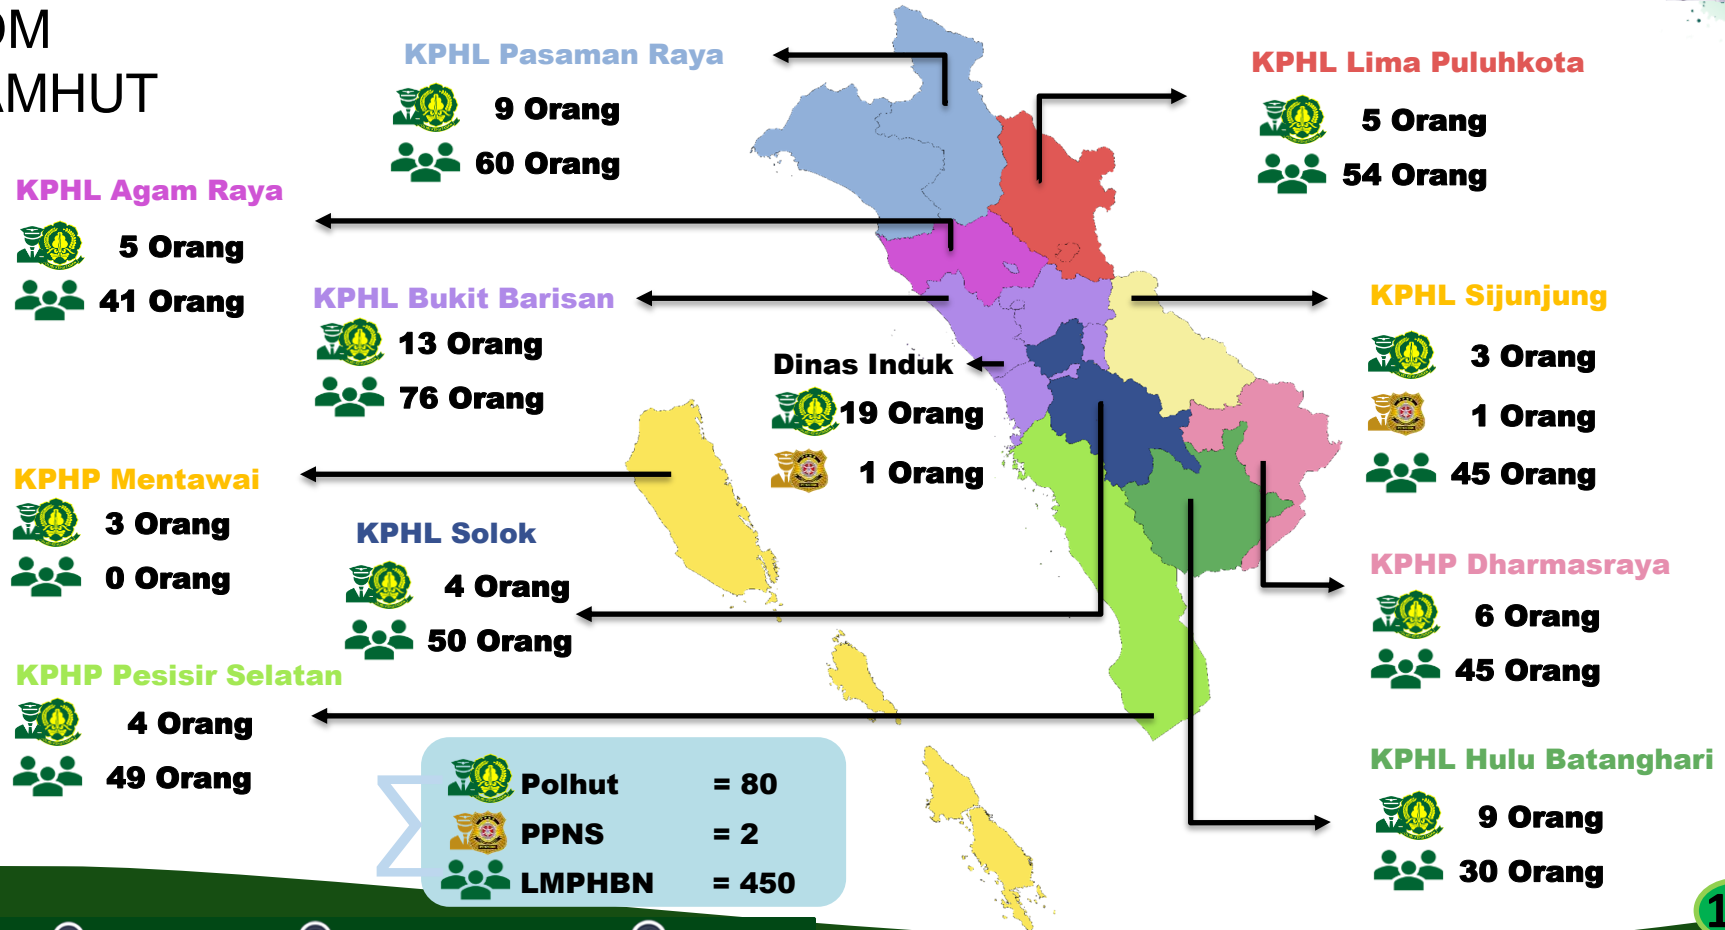 OM
AMHUT
KPHL Pasaman Raya
9 Orang
60 Orang
KPHL Lima Puluhkota
5 Orang
54 Orang
KPHL Agam Raya
5 Orang
41 Orang
KPHL Bukit Barisan
13 Orang
76 Orang
KPHL Sijunjung
3 Orang
1 Orang
45 Orang
Dinas Induk
19 Orang
1 Orang
KPHP Mentawai
3 Orang
0 Orang
KPHL Solok
4 Orang
50 Orang
KPHP Dharmasraya
6 Orang
45 Orang
KPHP Pesisir Selatan
4 Orang
49 Orang
KPHL Hulu Batanghari
9 Orang
30 Orang
Polhut = 80
PPNS = 2
LMPHBN = 450
1